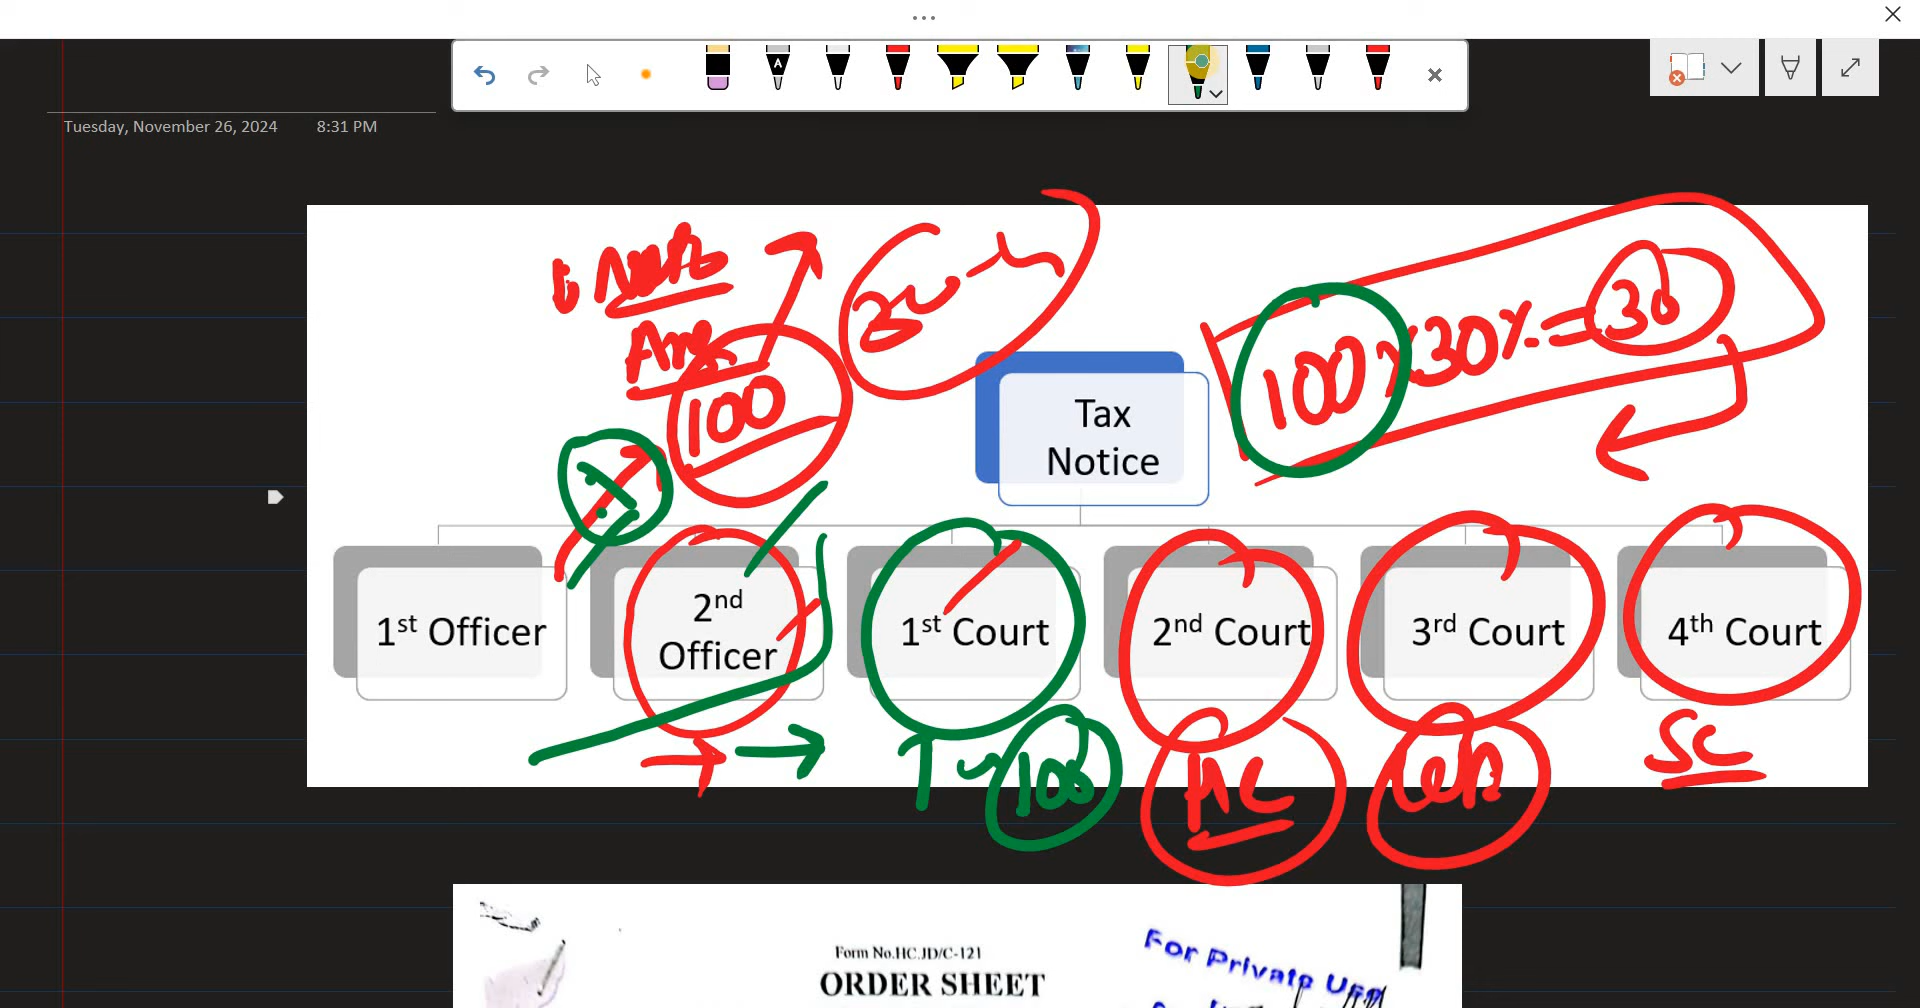 Tuesday, November 26, 2024 8:31 PM
100
100 x 30% = 30
Tax
Notice
1st Officer
2nd
Officer
1st Court
2nd Court
3rd Court
4th Court
T
100
HC
SC
Form No.HC.JD/C-121
ORDER SHEET
For Private Use